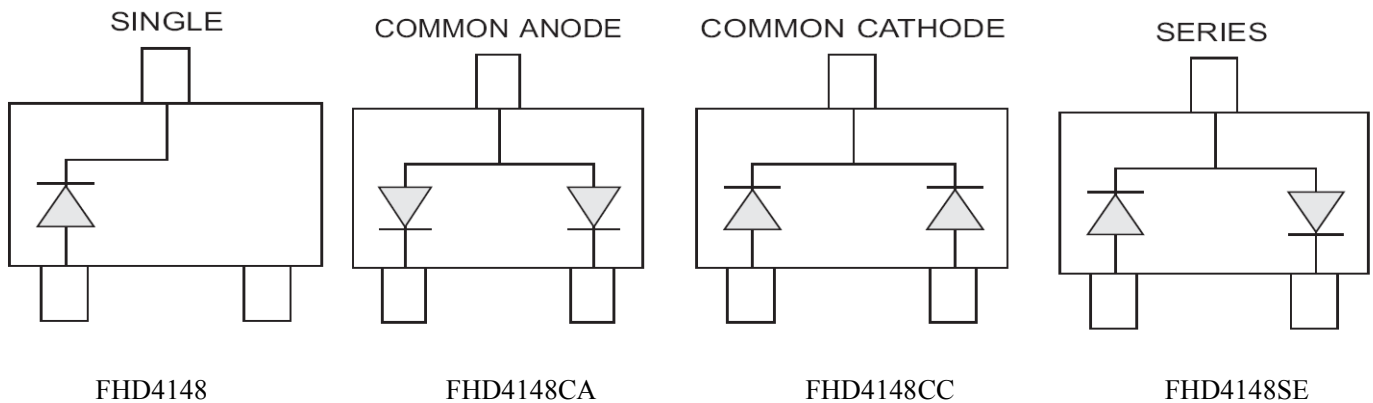 SINGLE
COMMON ANODE
COMMON CATHODE
SERIES
FHD4148
FHD4148CA
FHD4148CC
FHD4148SE